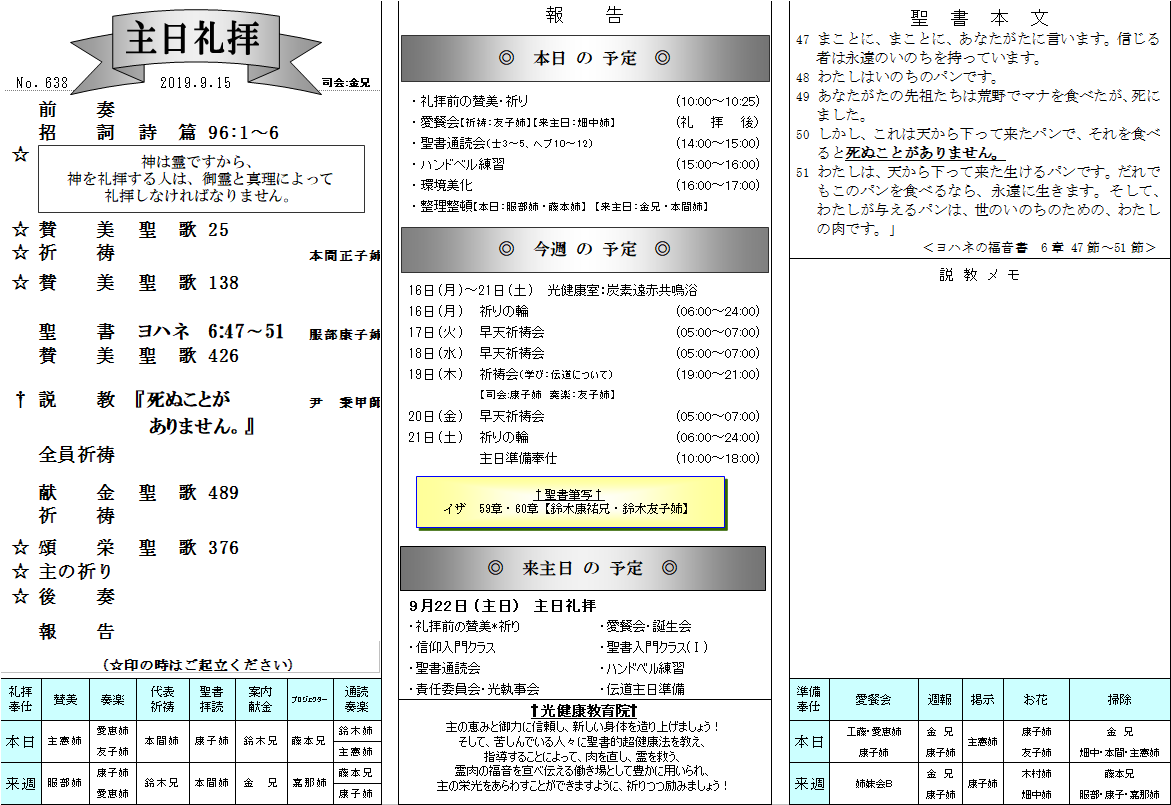 主日礼拝
No. 638 2019.9.15 司会:金兄
前 奏
招 詞 詩 篇 96:1～6
☆
神は霊ですから、
神を礼拝する人は、御霊と真理によって
礼拝しなければなりません。
☆ 賛 美 聖 歌 25
☆ 祈 祷 本間正子姉
☆ 賛 美 聖 歌 138
聖 書 ヨハネ 6:47～51 服部康子姉
賛 美 聖 歌 426
† 説 教 『死ぬことが 尹 秉甲師
ありません。』
全員祈祷
献 金 聖 歌 489
祈 祷
☆ 頌 栄 聖 歌 376
☆ 主の祈り
☆ 後 奏
報 告
(☆印の時はご起立ください)
礼拝奉仕 賛美 奏楽 代表祈祷 聖書拝読 案内献金 プロジェクター 通読奏楽
本日 主憲姉 愛恵姉 友子姉 本間姉 康子姉 鈴木兄 藤本兄 鈴木姉 主憲姉
来週 服部姉 康子姉 愛恵姉 鈴木兄 本間姉 金 兄 嘉那姉 藤本兄 康子姉
報 告
◎ 本日 の 予定 ◎
・礼拝前の賛美・祈り (10:00～10:25)
・愛餐会【祈祷:友子姉】【来主日:畑中姉】 (礼 拝 後)
・聖書通読会(士3～5、ヘブ10～12) (14:00～15:00)
・ハンドベル練習 (15:00～16:00)
・環境美化 (16:00～17:00)
・整理整頓【本日:服部姉・藤本姉】 【来主日:金兄・本間姉】
◎ 今週 の 予定 ◎
16日(月)～21日(土) 光健康室:炭素遠赤共鳴浴
16日(月) 祈りの輪 (06:00～24:00)
17日(火) 早天祈祷会 (05:00～07:00)
18日(水) 早天祈祷会 (05:00～07:00)
19日(木) 祈祷会(学び:伝道について) (19:00～21:00)
【司会:康子姉 奏楽:友子姉】
20日(金) 早天祈祷会 (05:00～07:00)
21日(土) 祈りの輪 (06:00～24:00)
主日準備奉仕 (10:00～18:00)
†聖書筆写†
イザ 59章・60章【鈴木康祐兄・鈴木友子姉】
◎ 来主日 の 予定 ◎
9月22日(主日) 主日礼拝
・礼拝前の賛美*祈り ・愛餐会・誕生会
・信仰入門クラス ・聖書入門クラス(Ⅰ)
・聖書通読会 ・ハンドベル練習
・責任委員会・光執事会 ・伝道主日準備
†光健康教育院†
主の恵みと御力に信頼し、新しい身体を造り上げましょう!
そして、苦しんでいる人々に聖書的超健康法を教え、
指導することによって、肉を直し、霊を救う、
霊肉の福音を宣べ伝える働き場として豊かに用いられ、
主の栄光をあらわすことができますように、祈りつつ励みましょう!
聖 書 本 文
47 まことに、まことに、あなたがたに言います。信じる
者は永遠のいのちを持っています。
48 わたしはいのちのパンです。
49 あなたがたの先祖たちは荒野でマナを食べたが、死に
ました。
50 しかし、これは天から下って来たパンで、それを食べ
ると死ぬことがありません。
51 わたしは、天から下って来た生けるパンです。だれで
もこのパンを食べるなら、永遠に生きます。そして、
わたしが与えるパンは、世のいのちのための、わたし
の肉です。」
＜ヨハネの福音書 6章 47節～51節＞
説 教 メ モ
準備奉仕 愛餐会 週報 掲示 お花 掃除
本日 工藤・愛恵姉 康子姉 金 兄 康子姉 主憲姉 康子姉 友子姉 金 兄 畑中・本間・主憲姉
来週 姉妹会B 金 兄 康子姉 康子姉 木村姉 畑中姉 藤本兄 服部・康子・嘉那姉